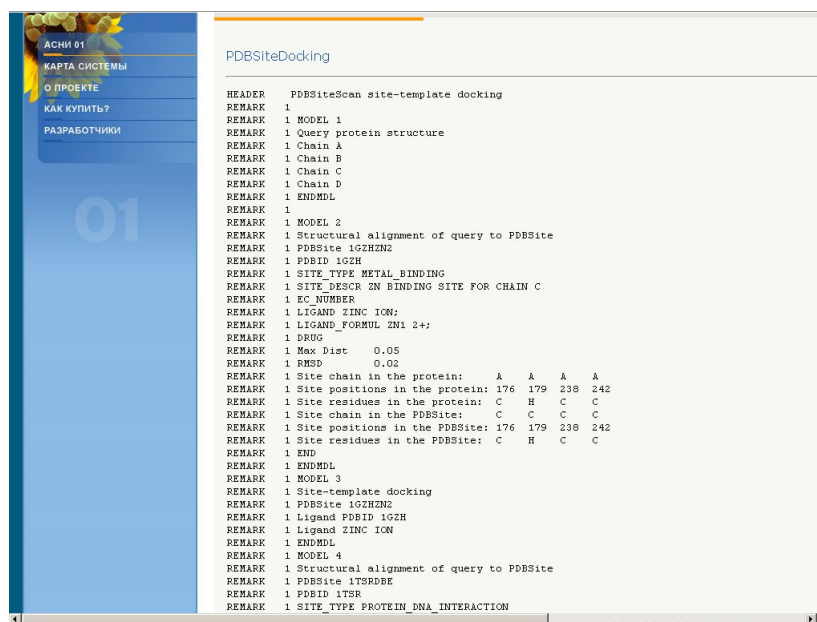 АСНИ 01
КАРТА СИСТЕМЫ
О ПРОЕКТЕ
КАК КУПИТЬ?
РАЗРАБОТЧИКИ
01
PDBSiteDocking
HEADER PDBSiteScan site-template docking
REMARK 1
REMARK 1 MODEL 1
REMARK 1 Query protein structure
REMARK 1 Chain A
REMARK 1 Chain B
REMARK 1 Chain C
REMARK 1 Chain D
REMARK 1 ENDMDL
REMARK 1
REMARK 1 MODEL 2
REMARK 1 Structural alignment of query to PDBSite
REMARK 1 PDBSite 1GZHZN2
REMARK 1 PDBID 1GZH
REMARK 1 SITE_TYPE METAL_BINDING
REMARK 1 SITE_DESCR ZN BINDING SITE FOR CHAIN C
REMARK 1 EC_NUMBER
REMARK 1 LIGAND ZINC ION;
REMARK 1 LIGAND_FORMUL ZN1 2+;
REMARK 1 DRUG
REMARK 1 Max Dist 0.05
REMARK 1 RMSD 0.02
REMARK 1 Site chain in the protein: A A A A
REMARK 1 Site positions in the protein: 176 179 238 242
REMARK 1 Site residues in the protein: C H C C
REMARK 1 Site chain in the PDBSite: C C C C
REMARK 1 Site positions in the PDBSite: 176 179 238 242
REMARK 1 Site residues in the PDBSite: C H C C
REMARK 1 END
REMARK 1 ENDMDL
REMARK 1 MODEL 3
REMARK 1 Site-template docking
REMARK 1 PDBSite 1GZHZN2
REMARK 1 Ligand PDBID 1GZH
REMARK 1 Ligand ZINC ION
REMARK 1 ENDMDL
REMARK 1 MODEL 4
REMARK 1 Structural alignment of query to PDBSite
REMARK 1 PDBSite 1TSRDBE
REMARK 1 PDBID 1TSR
REMARK 1 SITE_TYPE PROTEIN_DNA_INTERACTION